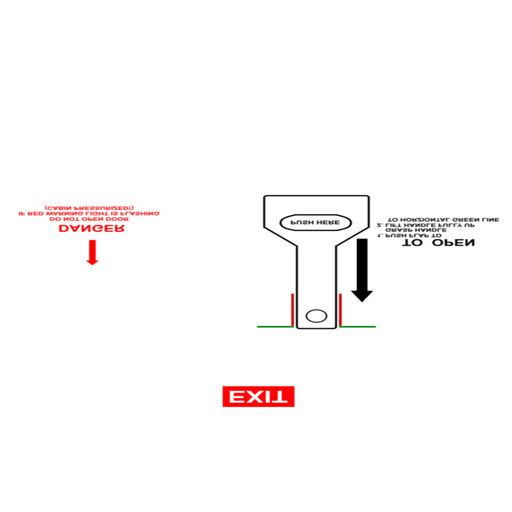 EXIT
DANGER
DO NOT OPEN DOOR
IF RED WARNING LIGHT IS FLASHING
(CABIN PRESSURIZED!)
PUSH HERE
TO OPEN
1. PUSH FLAP TO
GRASP HANDLE
2. LIFT HANDLE FULLY UP
TO HORZIONTAL GREEN LINE